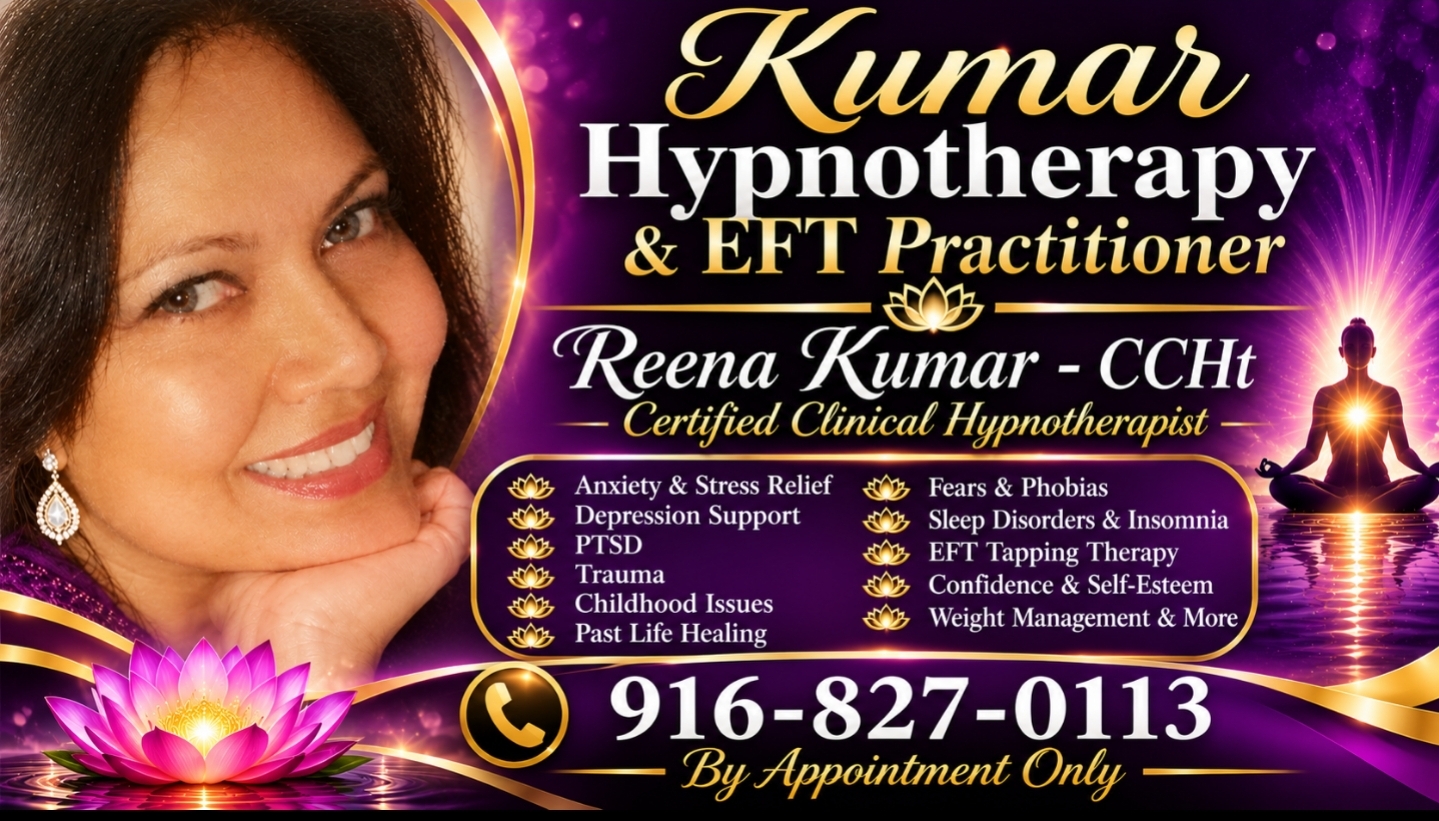 Kumar
Hypnotherapy
& EFT Practitioner
Reena Kumar - CCHt
Certified Clinical Hypnotherapist
Anxiety & Stress Relief
Depression Support
PTSD
Trauma
Childhood Issues
Past Life Healing
Fears & Phobias
Sleep Disorders & Insomnia
EFT Tapping Therapy
Confidence & Self-Esteem
Weight Management & More
916-827-0113
By Appointment Only